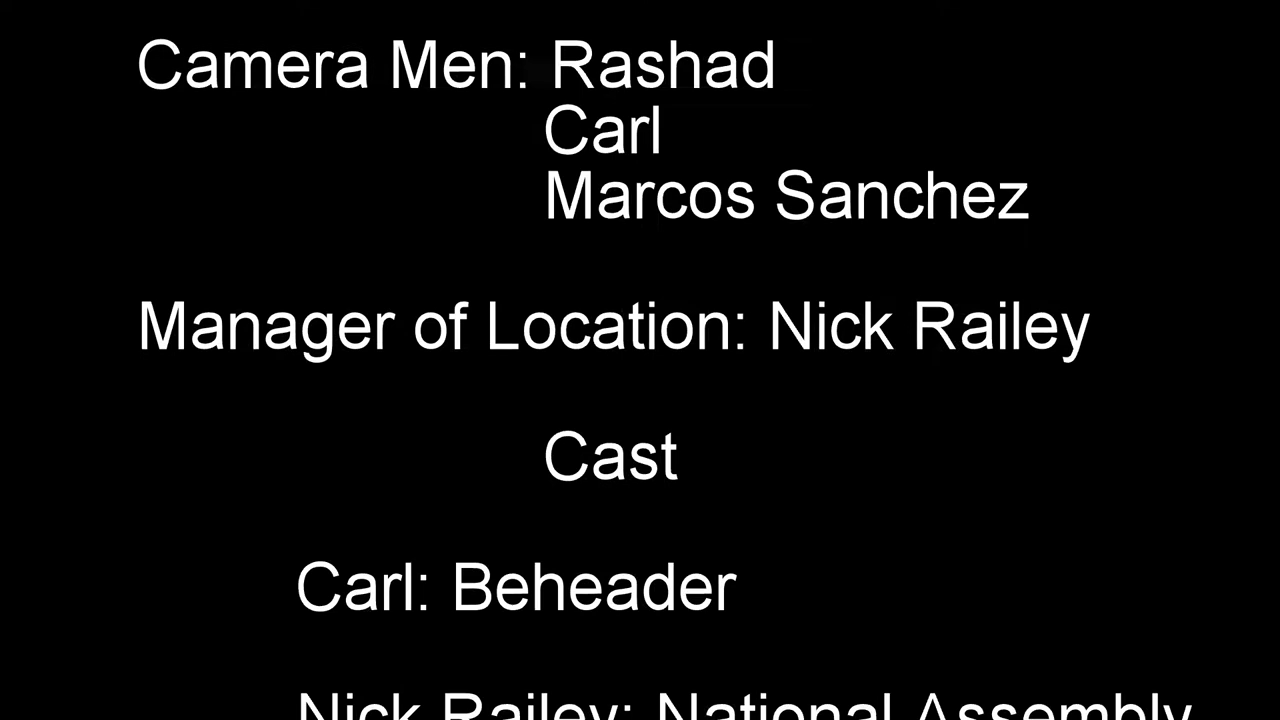 Camera Men: Rashad
Carl
Marcos Sanchez
Manager of Location: Nick Railey
Cast
Carl: Beheader
Nick Railey: National Assembly